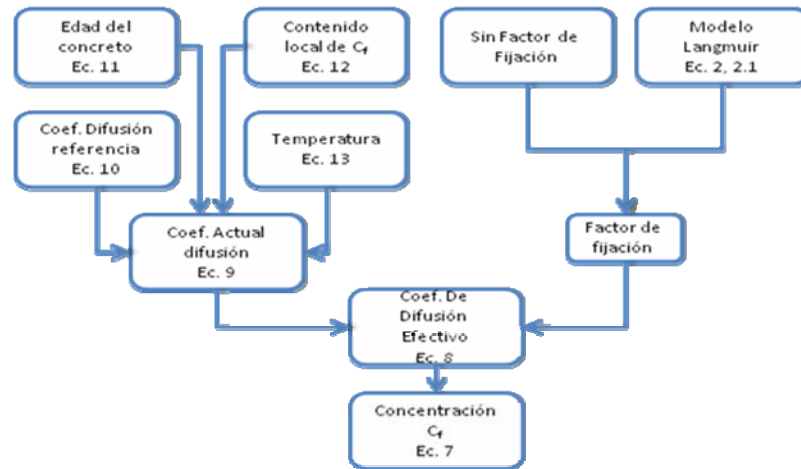 Edad del
concreto
Ec. 11
Contenido
local de Cf
Ec. 12
Sin Factor de
Fijación
Modelo
Langmuir
Ec. 2, 2.1
Coef. Difusión
referencia
Ec. 10
Temperatura
Ec. 13
Coef. Actual
difusión
Ec. 9
Factor de
fijación
Coef. De
Difusión
Efectivo
Ec. 8
Concentración
Cf
Ec. 7